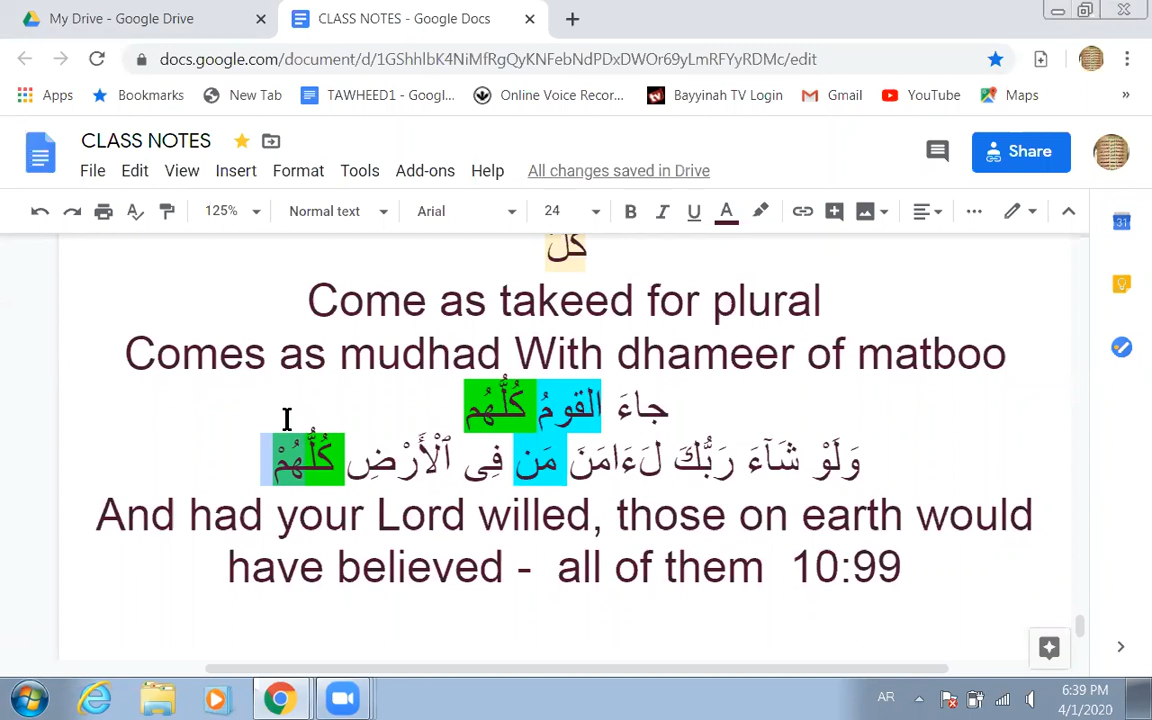 My Drive - Google Drive
CLASS NOTES - Google Docs
docs.google.com/document/d/1GShhlbK4NiMfRgQyKNFebNdPDxDWOr69yLmRFYyRDMc/edit
Apps
Bookmarks
New Tab
TAWHEED1 - Googl...
Online Voice Recor...
Bayyinah TV Login
Gmail
YouTube
Maps
»
CLASS NOTES
Share
File Edit View Insert Format Tools Add-ons Help All changes saved in Drive
125% Normal text Arial 24 B I U A
31
كلّ
Come as takeed for plural
Comes as mudhad With dhameer of matboo
جاءَ القومُ كُلُّهُم
وَلَوْ شَآءَ رَبُّكَ لَـَٔامَنَ مَن فِى ٱلْأَرْضِ كُلُّهُمْ
And had your Lord willed, those on earth would
have believed - all of them 10:99
AR
6:39 PM
4/1/2020